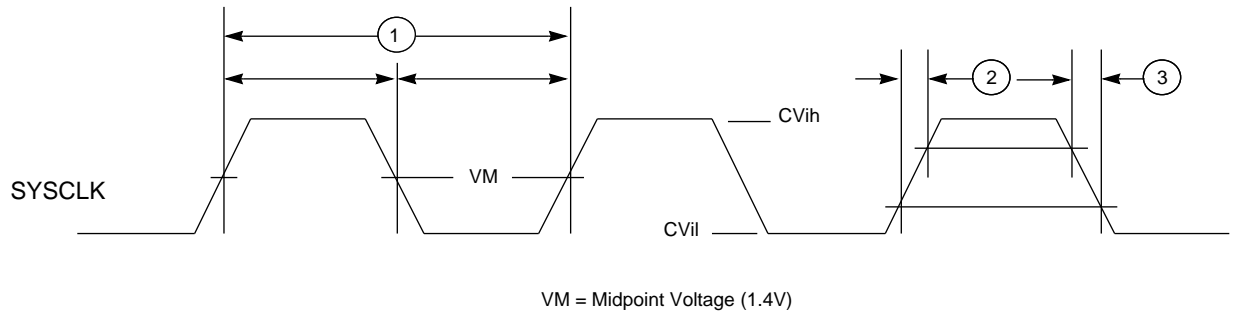 1
2
3
CVih
VM
SYSCLK
CVil
VM = Midpoint Voltage (1.4V)